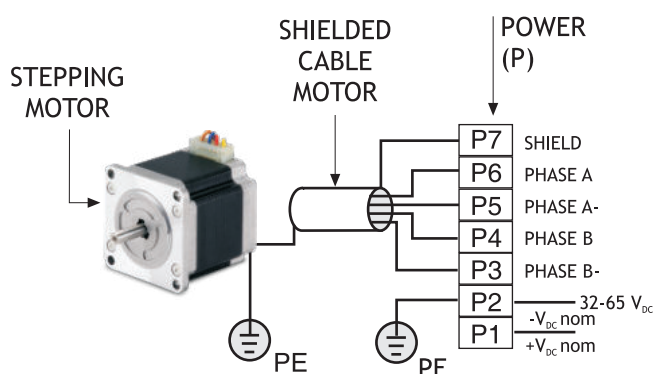 STEPPING
MOTOR
SHIELDED
CABLE
MOTOR
POWER
(P)
P7 SHIELD
P6 PHASE A
P5 PHASE A-
P4 PHASE B
P3 PHASE B-
P2 32-65 VDC
-VDC nom
P1 +VDC nom
PE
PE